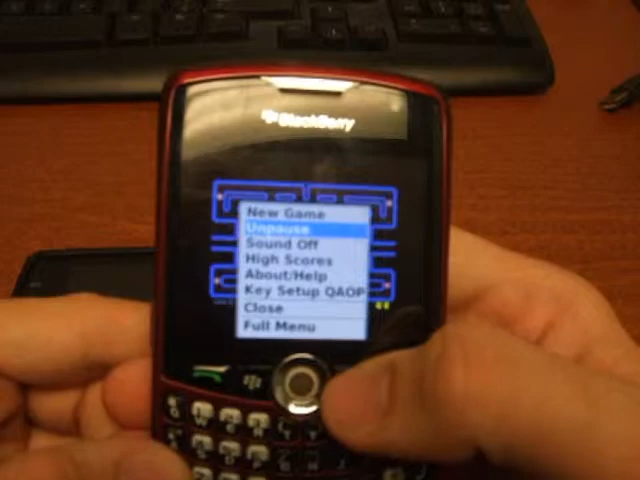 BlackBerry
New Game
Unpause
Sound Off
High Scores
About/Help
Key Setup QAOP
Close
Full Menu
Q W E R T Y